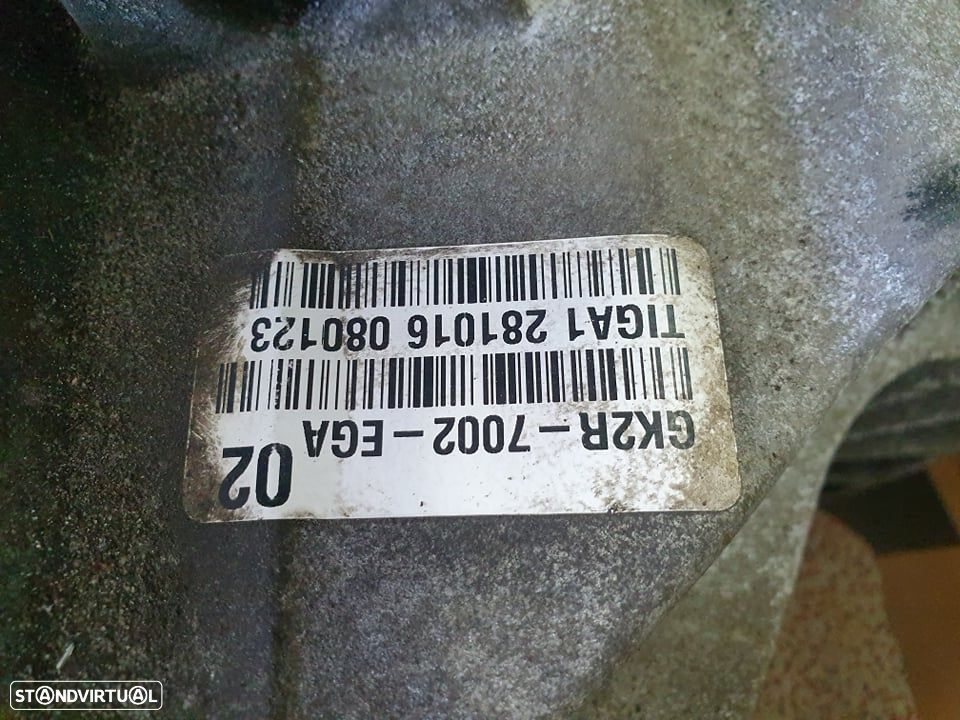 GK2R-7002-EGA
02
TIGA1 281016 080123
STANDVIRTUAL